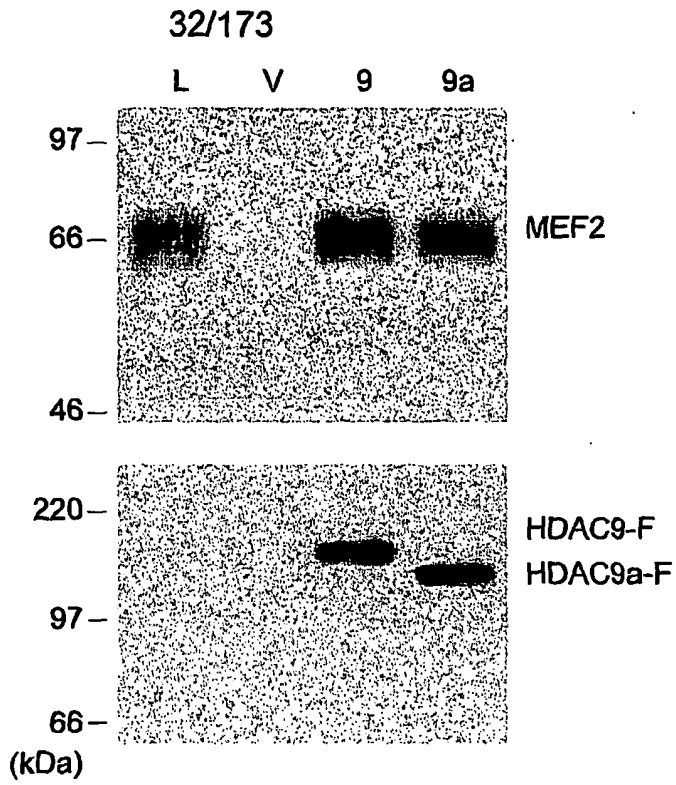 32/173
L V 9 9a
97
66
46
MEF2
220
97
66
(kDa)
HDAC9-F
HDAC9a-F